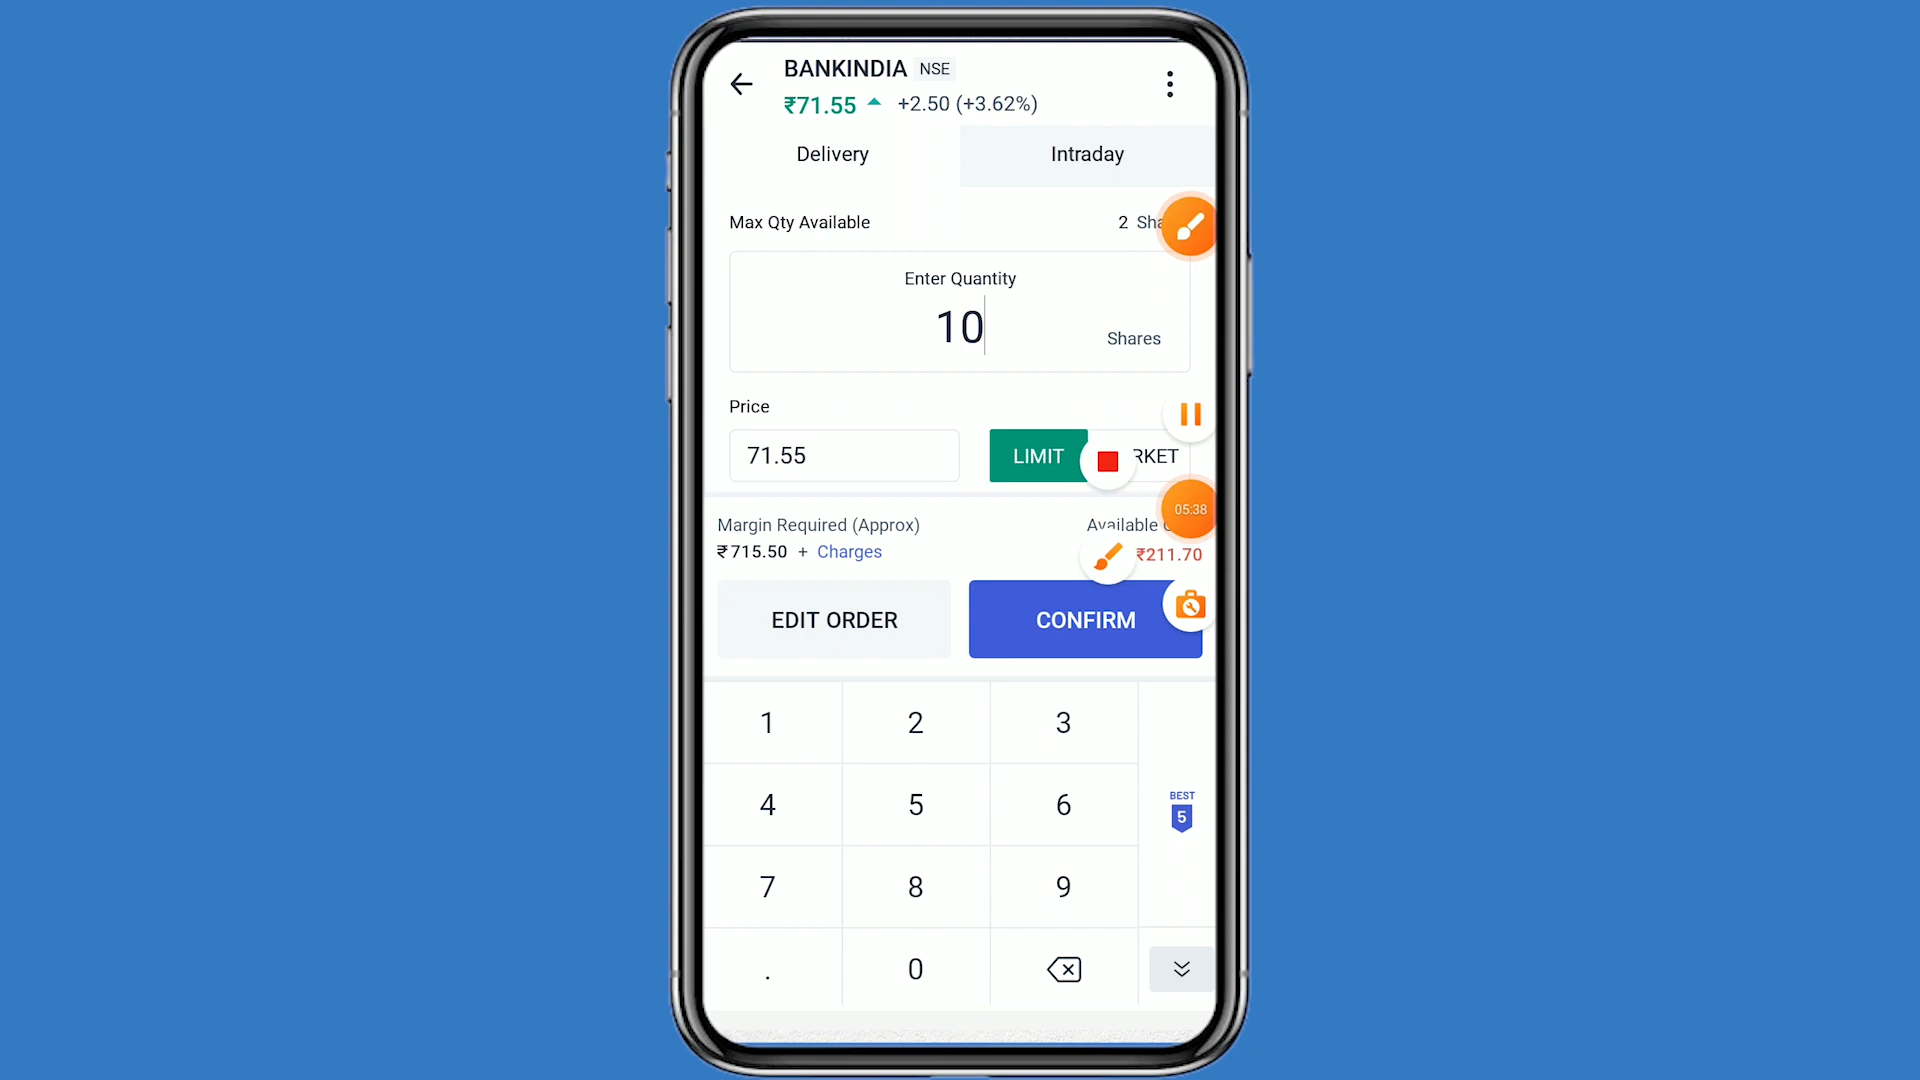 BANKINDIA NSE
₹71.55 +2.50 (+3.62%)
Delivery Intraday
Max Qty Available 2
Enter Quantity
10
Shares
Price
71.55 LIMIT RKET
05:38
Margin Required (Approx) Available
₹715.50 + Charges ₹211.70
EDIT ORDER CONFIRM
1 2 3
4 5 6
BEST
5
7 8 9
. 0